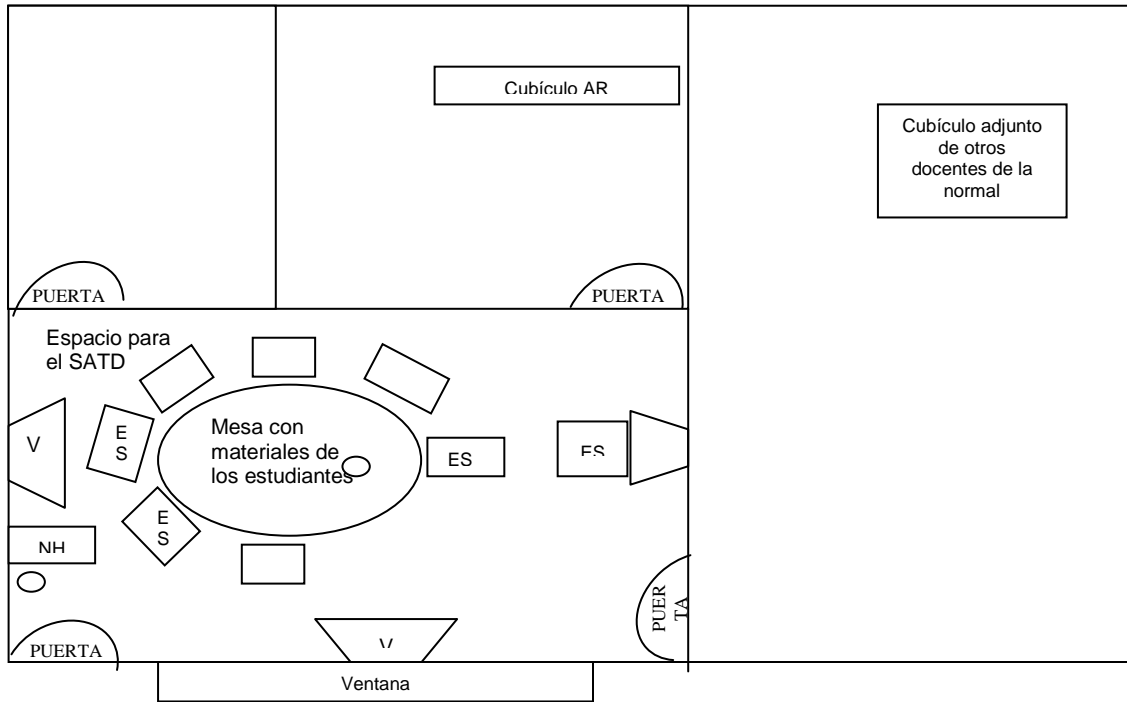 Cubículo AR
Cubículo adjunto
de otros
docentes de la
normal
PUERTA
PUERTA
Espacio para
el SATD
Mesa con
materiales de
los estudiantes
V
E
S
ES
ES
E
S
NH
PUER
TA
PUERTA
V
Ventana